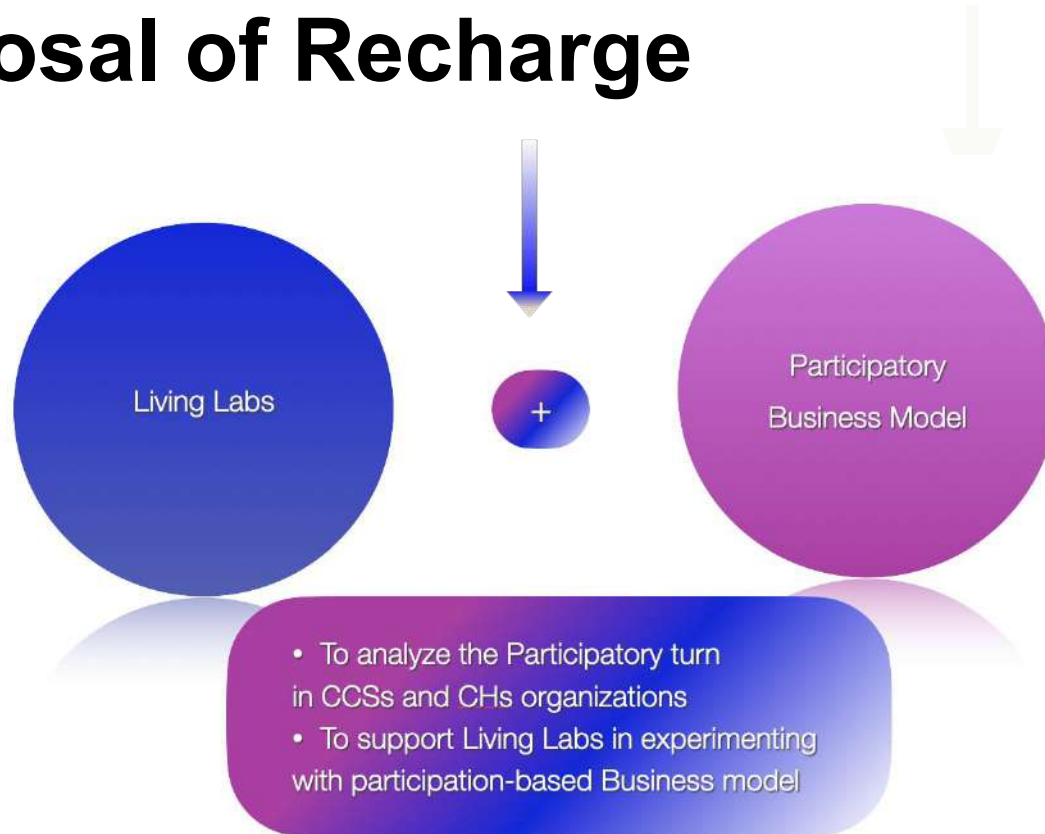 osal of Recharge
Living Labs
+
Participatory
Business Model
• To analyze the Participatory turn
in CCSs and CHs organizations
• To support Living Labs in experimenting
with participation-based Business model